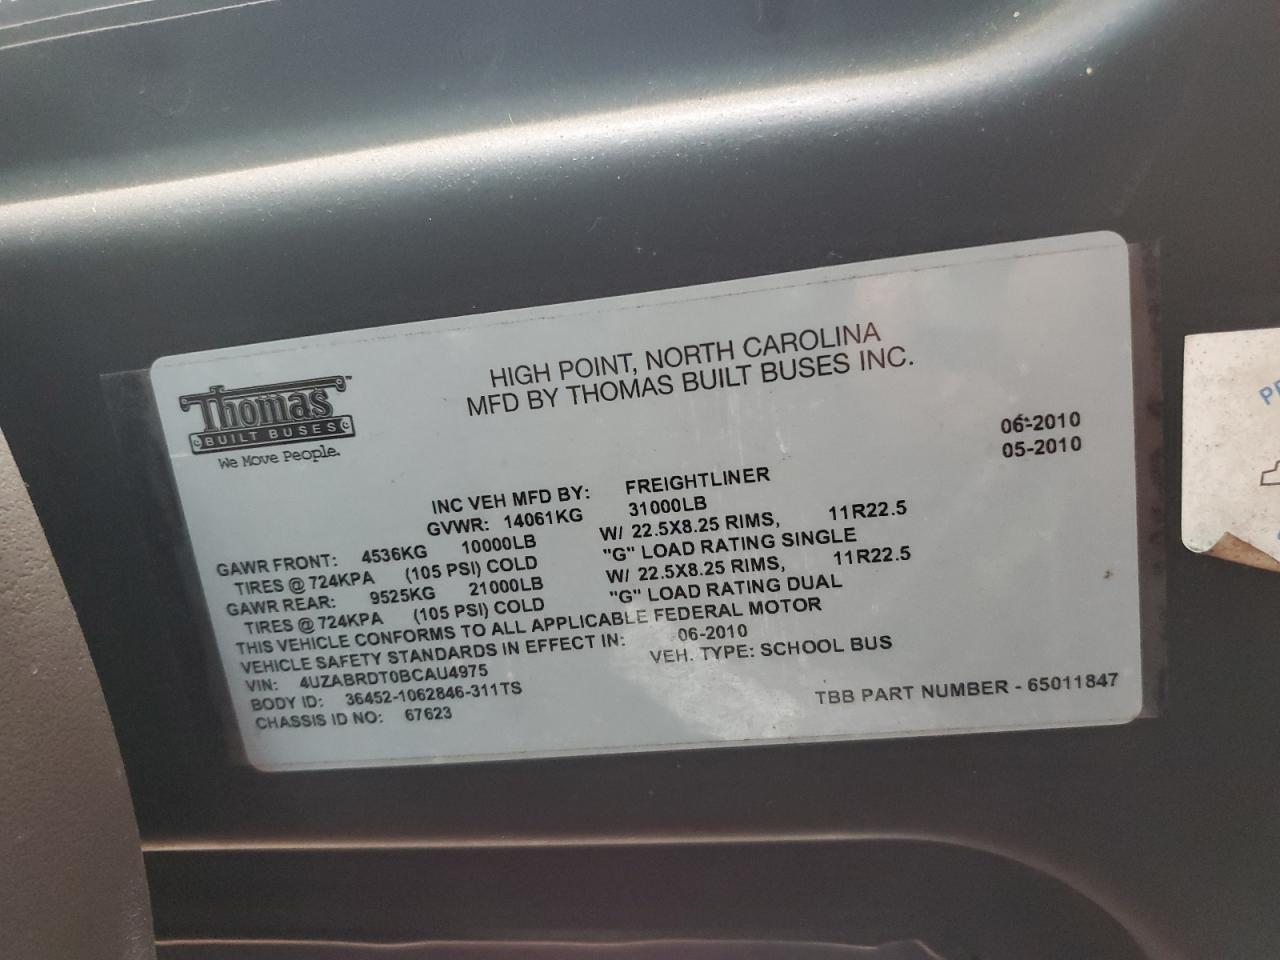 HIGH POINT, NORTH CAROLINA
MFD BY THOMAS BUILT BUSES INC.
Thomas™
BUILT BUSES
We Move People.
06-2010
INC VEH MFD BY: FREIGHTLINER 05-2010
GVWR: 14061KG 31000LB
GAWR FRONT: 4536KG 10000LB W/ 22.5X8.25 RIMS, 11R22.5
TIRES @ 724KPA (105 PSI) COLD "G" LOAD RATING SINGLE
GAWR REAR: 9525KG 21000LB W/ 22.5X8.25 RIMS, 11R22.5
TIRES @ 724KPA (105 PSI) COLD "G" LOAD RATING DUAL
THIS VEHICLE CONFORMS TO ALL APPLICABLE FEDERAL MOTOR
VEHICLE SAFETY STANDARDS IN EFFECT IN: 06-2010
VIN: 4UZABRDT0BCAU4975 VEH. TYPE: SCHOOL BUS
BODY ID: 36452-1062846-311TS
CHASSIS ID NO: 67623 TBB PART NUMBER - 65011847